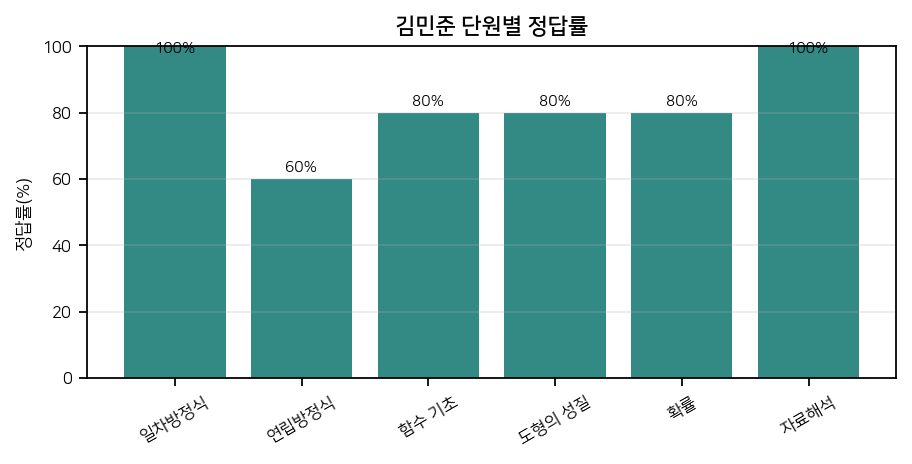 김민준 단원별 정답률
정답률(%)
100
80
60
40
20
0
100%
60%
80%
80%
80%
100%
일차방정식
연립방정식
함수 기초
도형의 성질
확률
자료해석